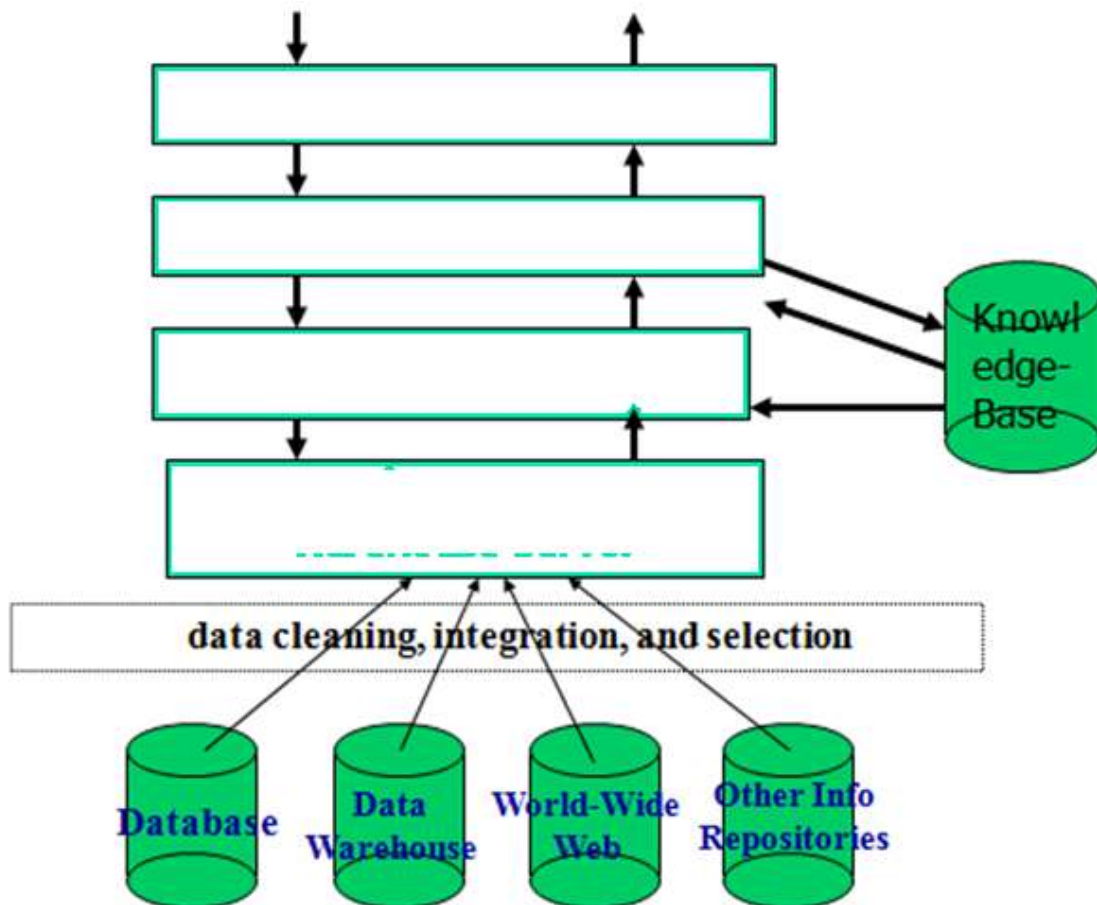 Knowl
edge-
Base
data cleaning, integration, and selection
Database
Data
Warehouse
World-Wide
Web
Other Info
Repositories